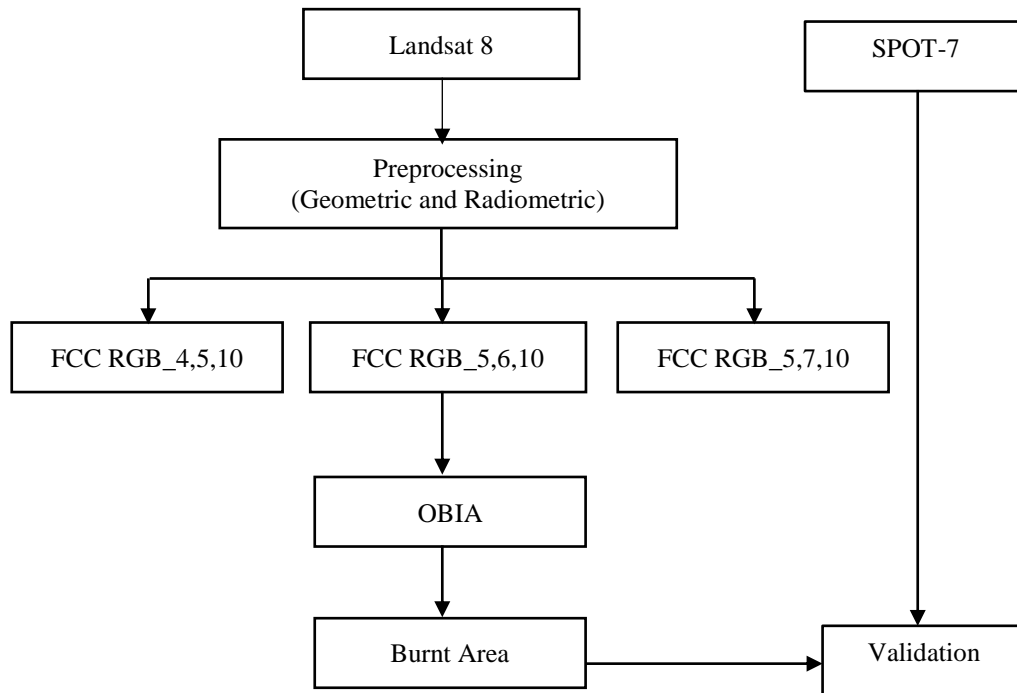 Landsat 8
SPOT-7
Preprocessing
(Geometric and Radiometric)
FCC RGB_4,5,10
FCC RGB_5,6,10
FCC RGB_5,7,10
OBIA
Burnt Area
Validation